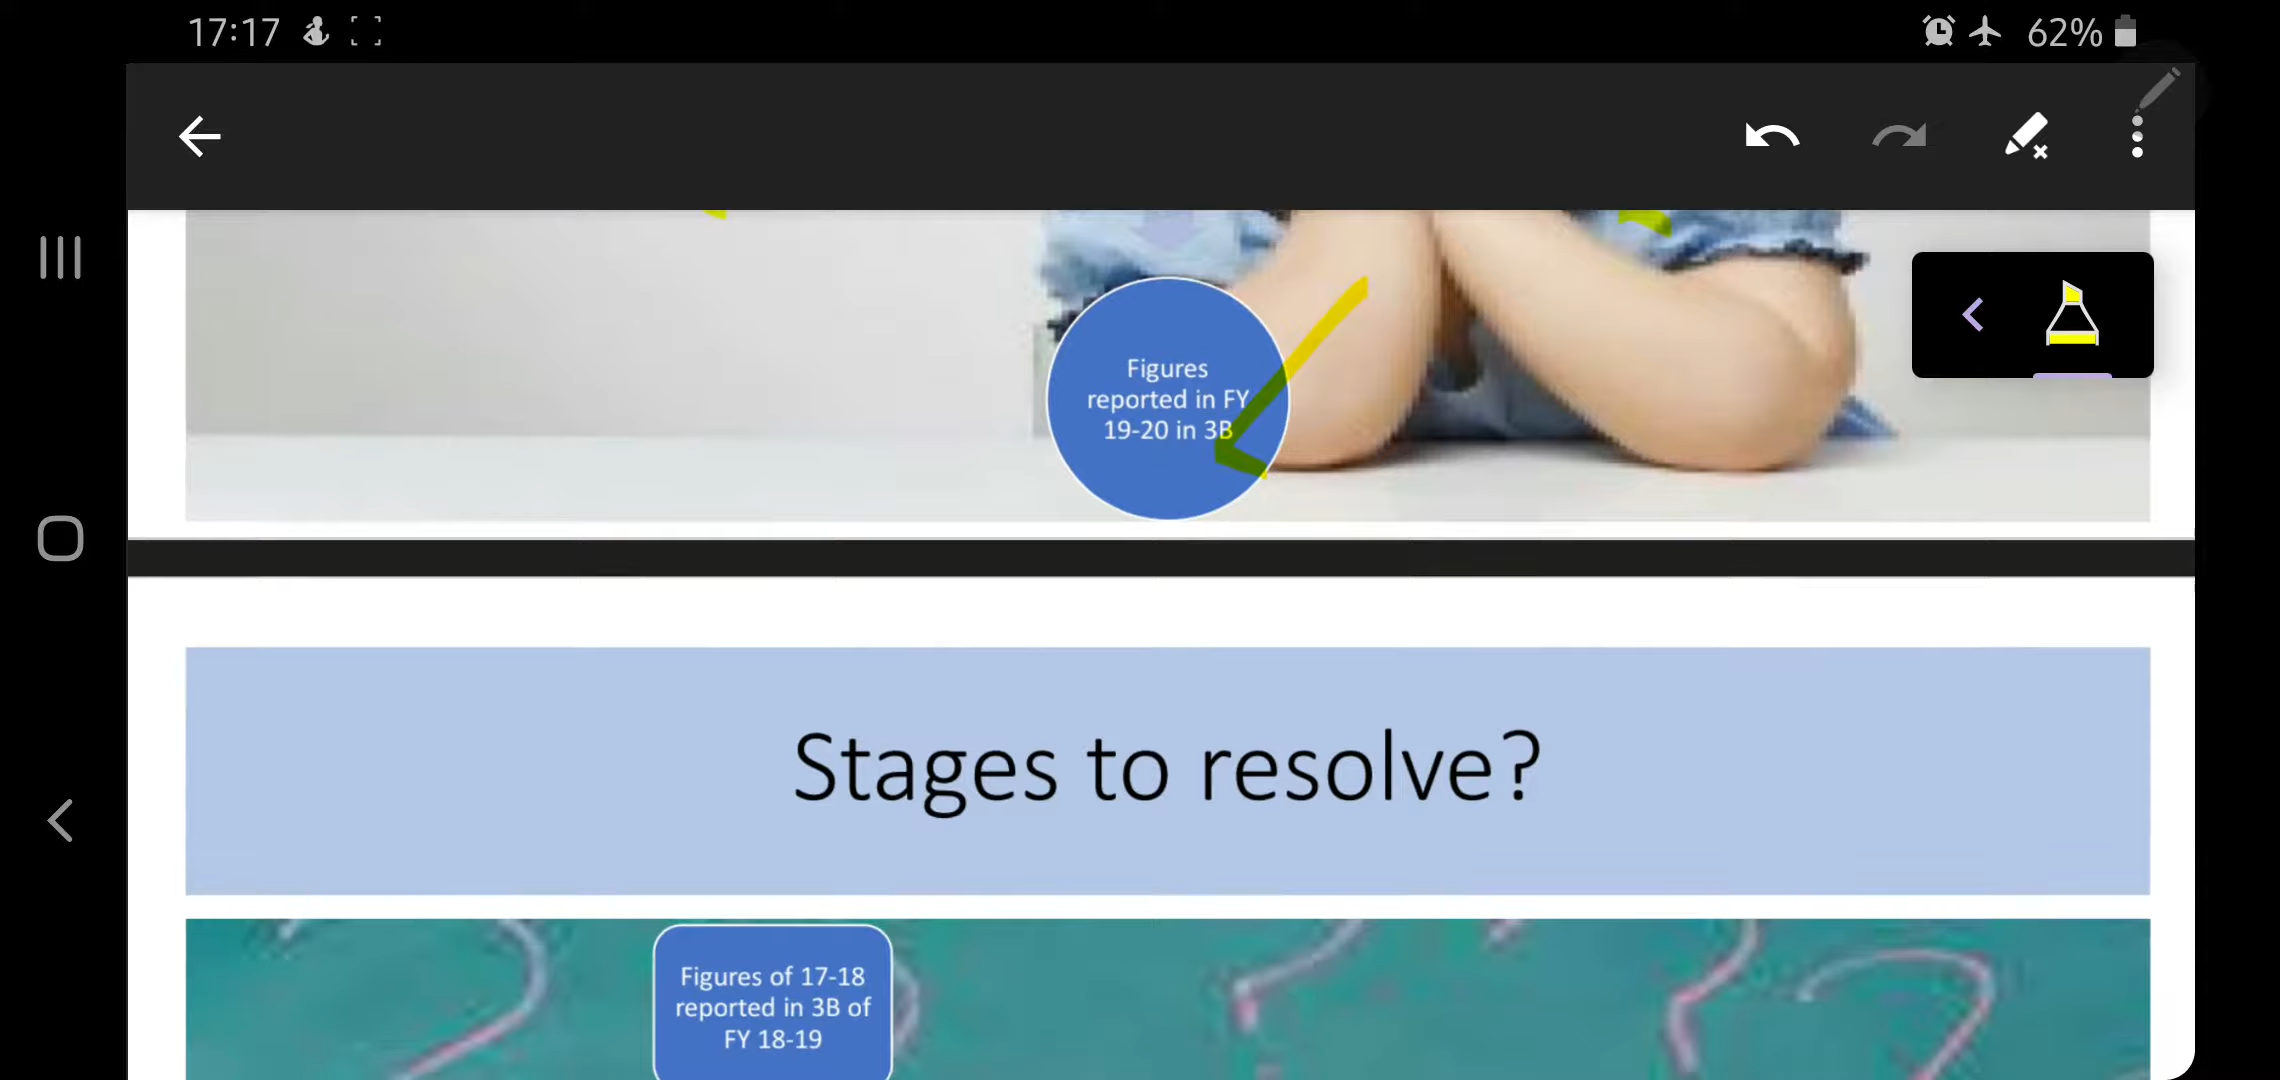 17:17
62%
Figures
reported in FY
19-20 in 3B
Stages to resolve?
Figures of 17-18
reported in 3B of
FY 18-19